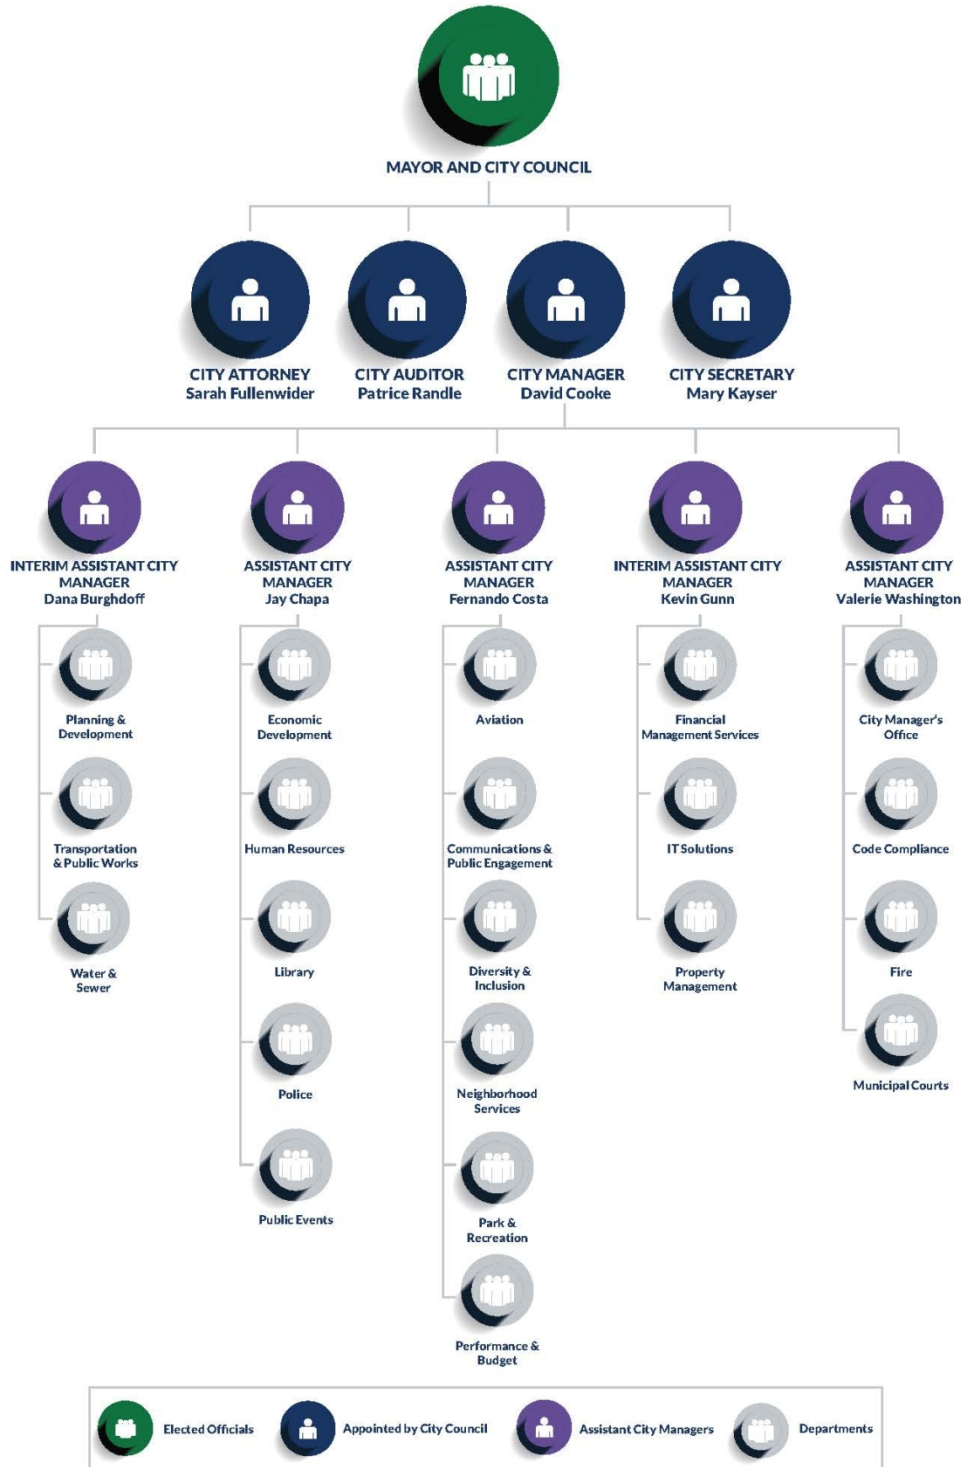 MAYOR AND CITY COUNCIL
CITY ATTORNEY
Sarah Fullenwider
CITY AUDITOR
Patrice Randle
CITY MANAGER
David Cooke
CITY SECRETARY
Mary Kayser
INTERIM ASSISTANT CITY
MANAGER
Dana Burghdoff
ASSISTANT CITY
MANAGER
Jay Chapa
ASSISTANT CITY
MANAGER
Fernando Costa
INTERIM ASSISTANT CITY
MANAGER
Kevin Gunn
ASSISTANT CITY
MANAGER
Valerie Washington
Planning &
Development
Transportation
& Public Works
Water &
Sewer
Economic
Development
Human Resources
Library
Police
Public Events
Aviation
Communications &
Public Engagement
Diversity &
Inclusion
Neighborhood
Services
Park &
Recreation
Performance &
Budget
Financial
Management Services
IT Solutions
Property
Management
City Manager's
Office
Code Compliance
Fire
Municipal Courts
Elected Officials
Appointed by City Council
Assistant City Managers
Departments